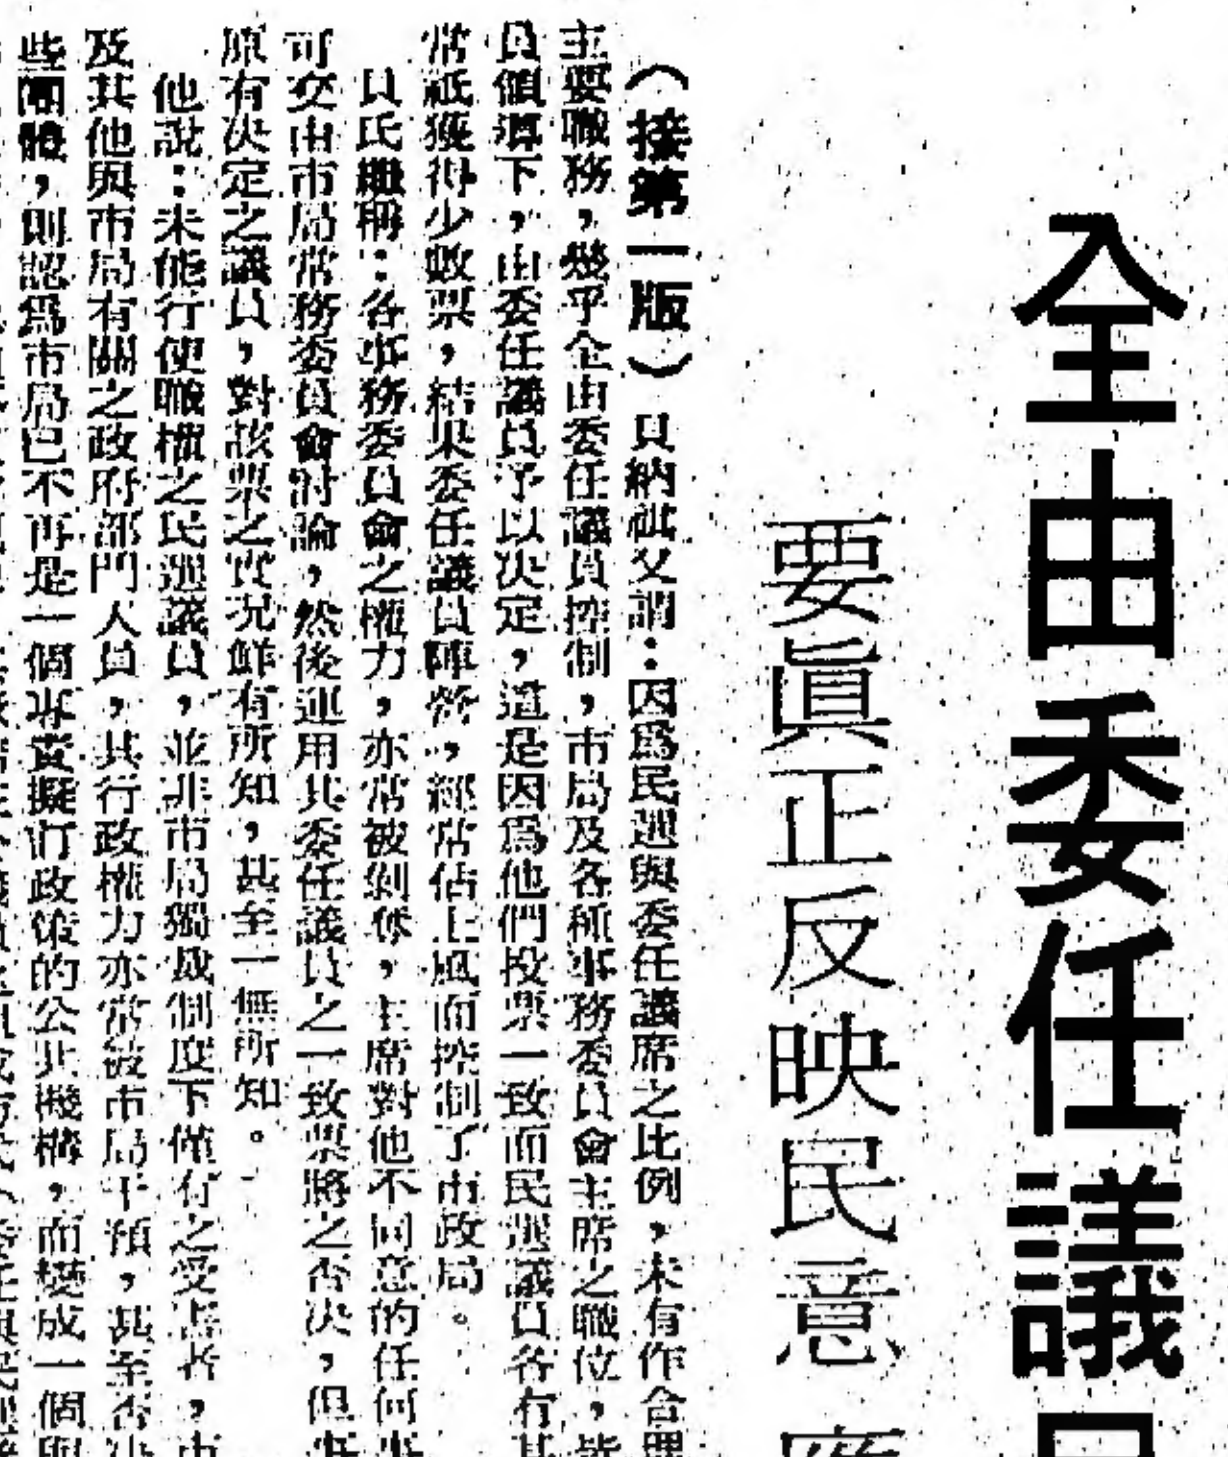 全由委任議員
要眞正反映民意應
（接第一版）貝納祺又謂：因爲民選與委任議席之比例，未有作合理
主要職務，幾乎全由委任議員控制，市局及各種事務委員會主席之職位，皆
員領導下，由委任議員予以決定，這是因爲他們投票一致而民選議員各有其
常祇獲得少數票，結果委任議員陣營，經常佔上風而控制了市政局。
貝氏繼稱：各事務委員會之權力，亦常被剝奪，主席對他不同意的任何事
可交由市局常務委員會討論，然後運用其委任議員之一致票將之否決，但事
原有決定之議員，對該票之實況鮮有所知，甚至一無所知。
他說：未能行使職權之民選議員，並非市局獨裁制度下僅有之受害者，市
及其他與市局有關之政府部門人員，其行政權力亦常被市局干預，甚至否決
些團體，則認爲市局已不再是一個專責擬訂政策的公共機構，而變成一個與